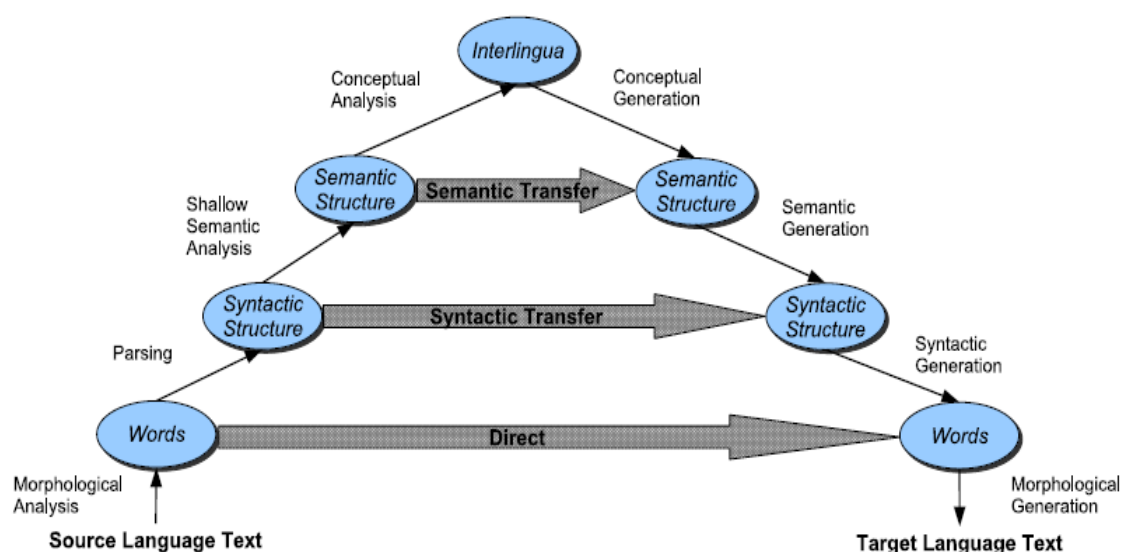 Interlingua
Conceptual
Analysis
Conceptual
Generation
Semantic
Structure
Semantic Transfer
Semantic
Structure
Shallow
Semantic
Analysis
Semantic
Generation
Syntactic
Structure
Syntactic Transfer
Syntactic
Structure
Parsing
Syntactic
Generation
Words
Direct
Words
Morphological
Analysis
Morphological
Generation
Source Language Text
Target Language Text